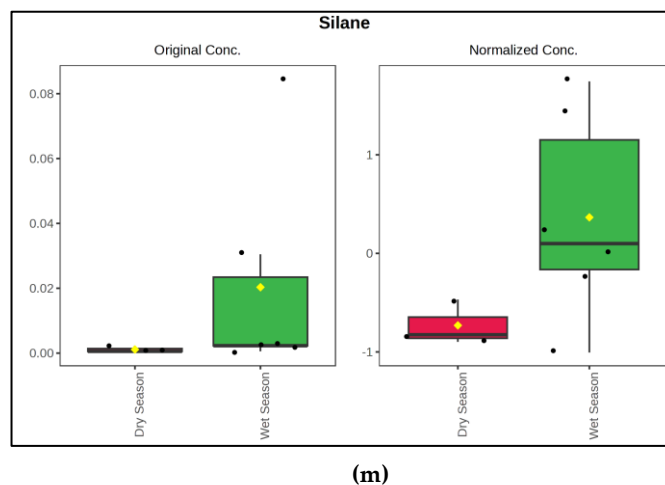 Silane
Original Conc.
Normalized Conc.
0.08
0.06
0.04
0.02
0.00
1
0
-1
Dry Season
Wet Season
Dry Season
Wet Season
(m)